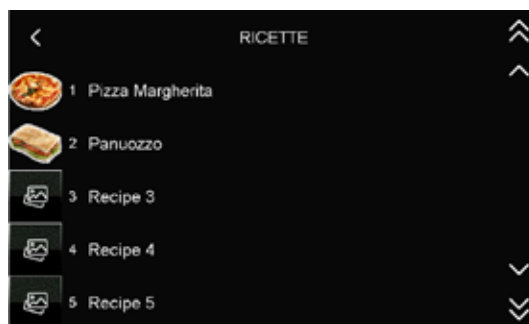 RICETTE
1 Pizza Margherita
2 Panuozzo
3 Recipe 3
4 Recipe 4
5 Recipe 5